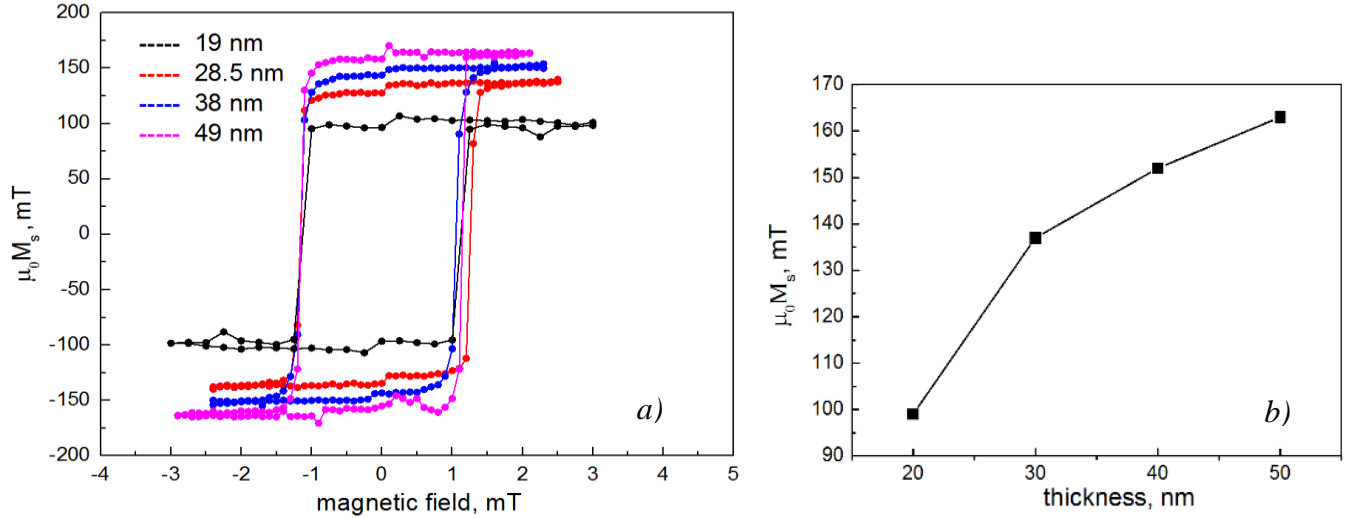 200
150
100
50
0
-50
-100
-150
-200
μ₀Mₛ, mT
19 nm
28.5 nm
38 nm
49 nm
a)
-4 -3 -2 -1 0 1 2 3 4 5
magnetic field, mT
170
160
150
140
130
120
110
100
90
μ₀Mₛ, mT
b)
20 30 40 50
thickness, nm